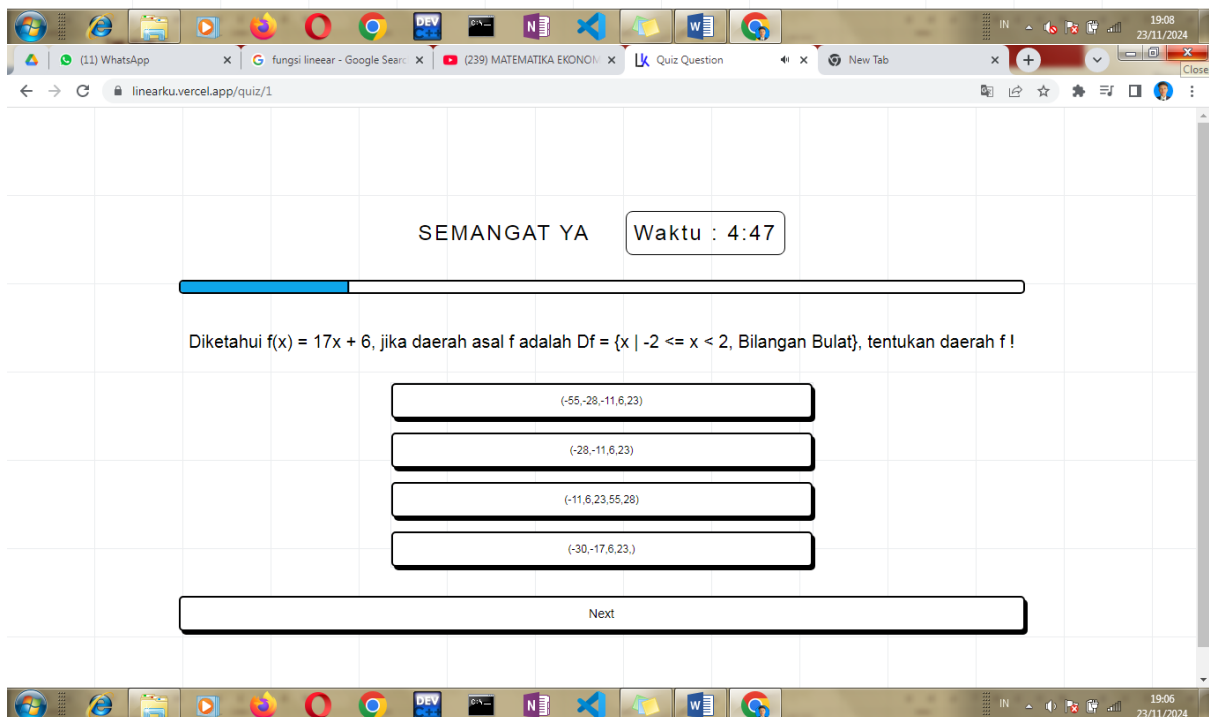 DEV
C++
C:\_
N
W
IN
19:08
23/11/2024
(11) WhatsApp
fungsi lineear - Google Searc
(239) MATEMATIKA EKONOM
Quiz Question
New Tab
Close
linearku.vercel.app/quiz/1
SEMANGAT YA
Waktu : 4:47
Diketahui f(x) = 17x + 6, jika daerah asal f adalah Df = {x | -2 <= x < 2, Bilangan Bulat}, tentukan daerah f !
(-55,-28,-11,6,23)
(-28,-11,6,23)
(-11,6,23,55,28)
(-30,-17,6,23,)
Next
DEV
C++
C:\_
N
W
IN
19:06
23/11/2024